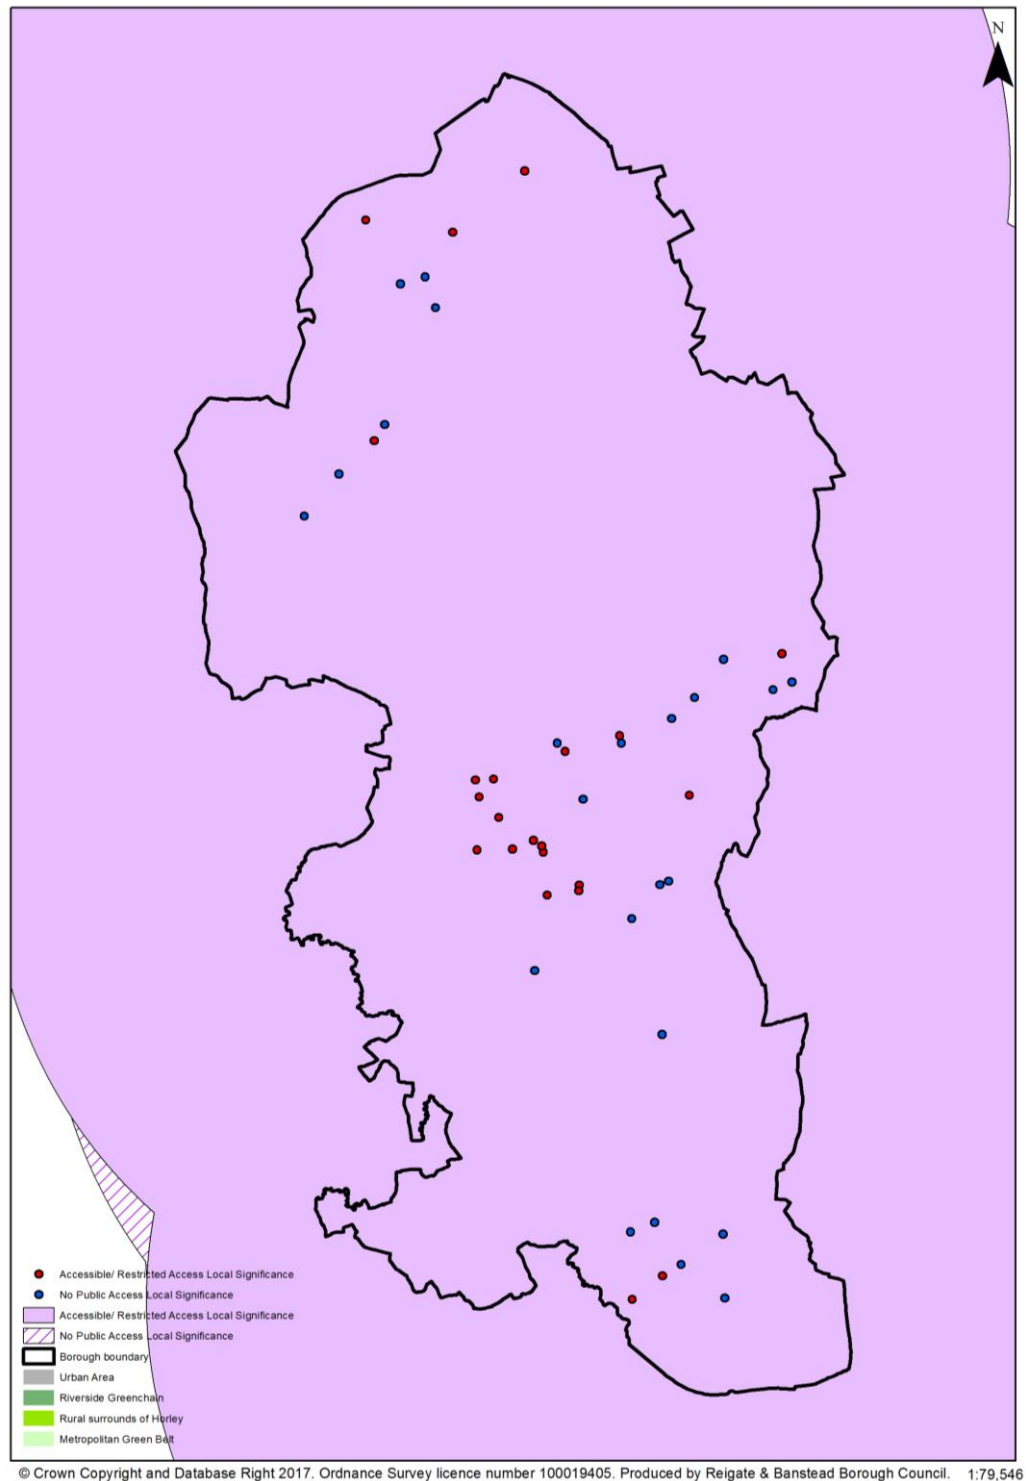 N
Accessible/ Restricted Access Local Significance
No Public Access Local Significance
Accessible/ Restricted Access Local Significance
No Public Access Local Significance
Borough boundary
Urban Area
Riverside Greenchain
Rural surrounds of Horley
Metropolitan Green Belt
© Crown Copyright and Database Right 2017. Ordnance Survey licence number 100019405. Produced by Reigate & Banstead Borough Council. 1:79,546